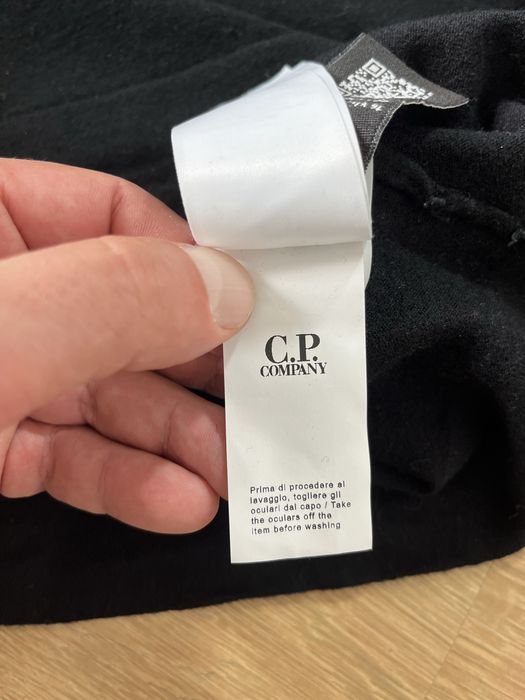 C.P.
COMPANY
Prima di procedere al
lavaggio, togliere gli
oculari dal capo / Take
the oculars off the
item before washing